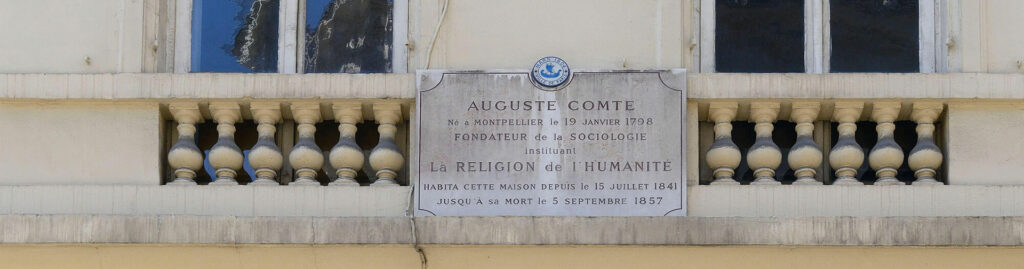 AUGUSTE COMTE
Né à MONTPELLIER le 19 JANVIER 1798
FONDATEUR de la SOCIOLOGIE
instituant
La RELIGION de l'HUMANITÉ
HABITA CETTE MAISON DEPUIS le 15 JUILLET 1841
JUSQU'À sa MORT le 5 SEPTEMBRE 1857